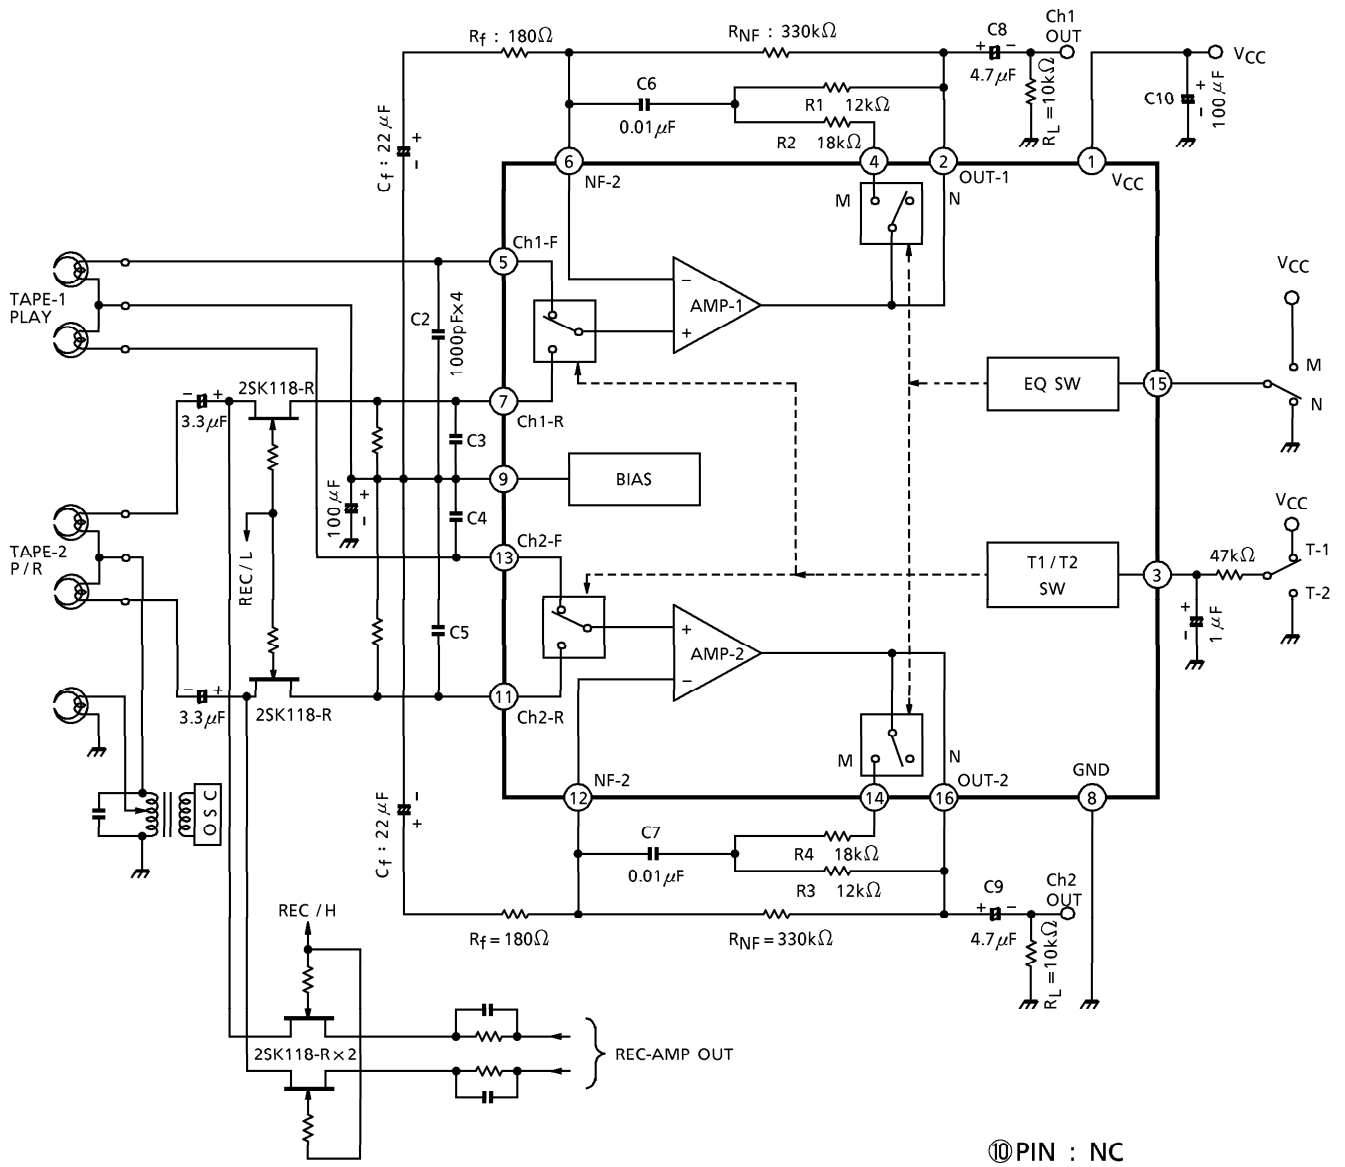 Rf : 180Ω
RNF : 330kΩ
C8
4.7μF
Ch1
OUT
VCC
C10
100μF
RL=10kΩ
C6
0.01μF
R1 12kΩ
R2 18kΩ
Cf : 22μF
6
NF-2
4
2
OUT-1
1
VCC
M
N
5
Ch1-F
TAPE-1
PLAY
C2
1000pF×4
AMP-1
VCC
M
N
EQ SW
15
2SK118-R
3.3μF
7
Ch1-R
C3
9
BIAS
100μF
C4
TAPE-2
P/R
REC/L
13
Ch2-F
T1/T2
SW
3
47kΩ
VCC
T-1
T-2
1μF
C5
AMP-2
11
Ch2-R
3.3μF
2SK118-R
M
N
OSC
NF-2
12
14
16
OUT-2
GND
8
Cf : 22μF
C7
0.01μF
R4 18kΩ
R3 12kΩ
Rf=180Ω
RNF=330kΩ
C9
4.7μF
Ch2
OUT
RL=10kΩ
REC/H
2SK118-R×2
REC-AMP OUT
⑩PIN : NC